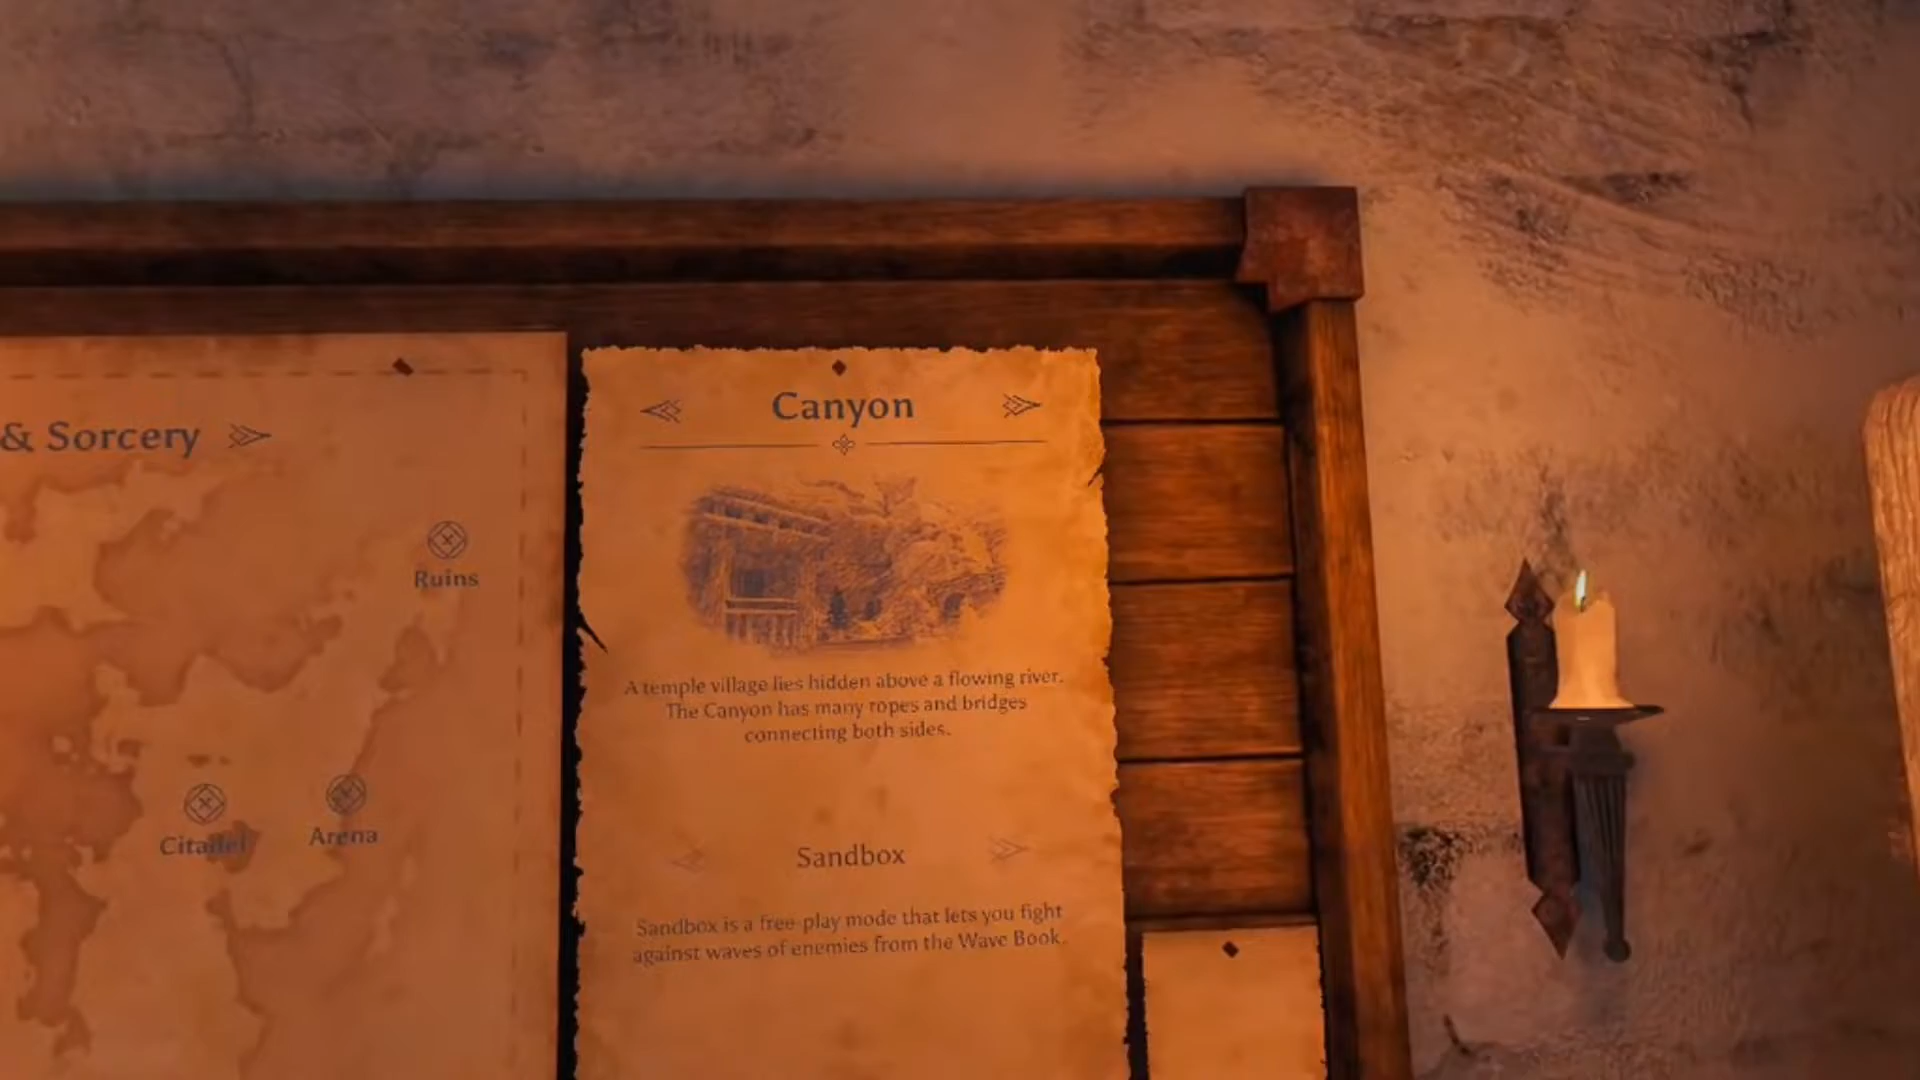 & Sorcery
Ruins
Citadel
Arena
Canyon
A temple village lies hidden above a flowing river.
The Canyon has many ropes and bridges
connecting both sides.
Sandbox
Sandbox is a free-play mode that lets you fight
against waves of enemies from the Wave Book.